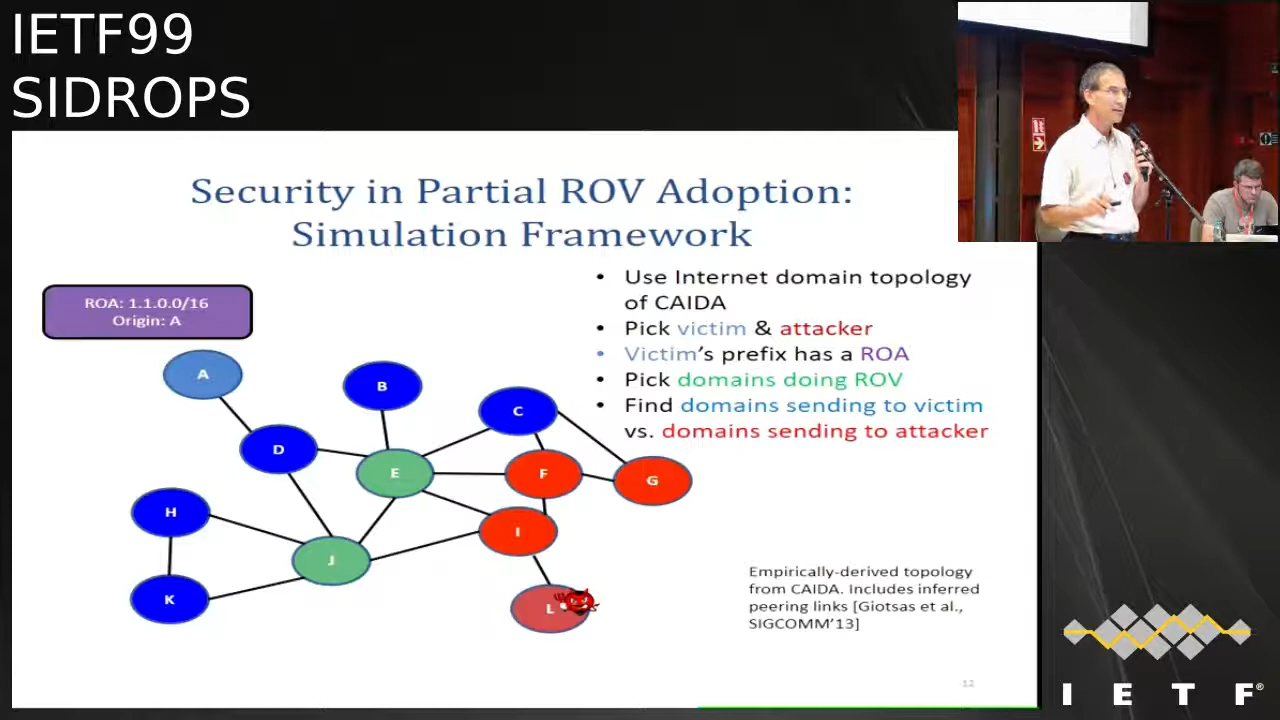 IETF99
SIDROPS
Security in Partial ROV Adoption:
Simulation Framework
ROA: 1.1.0.0/16
Origin: A
• Use Internet domain topology
of CAIDA
• Pick victim & attacker
• Victim's prefix has a ROA
• Pick domains doing ROV
• Find domains sending to victim
vs. domains sending to attacker
A
B
C
D
E
F
G
H
I
J
K
L
Empirically-derived topology
from CAIDA. Includes inferred
peering links [Giotsas et al.,
SIGCOMM'13]
12
I E T F®